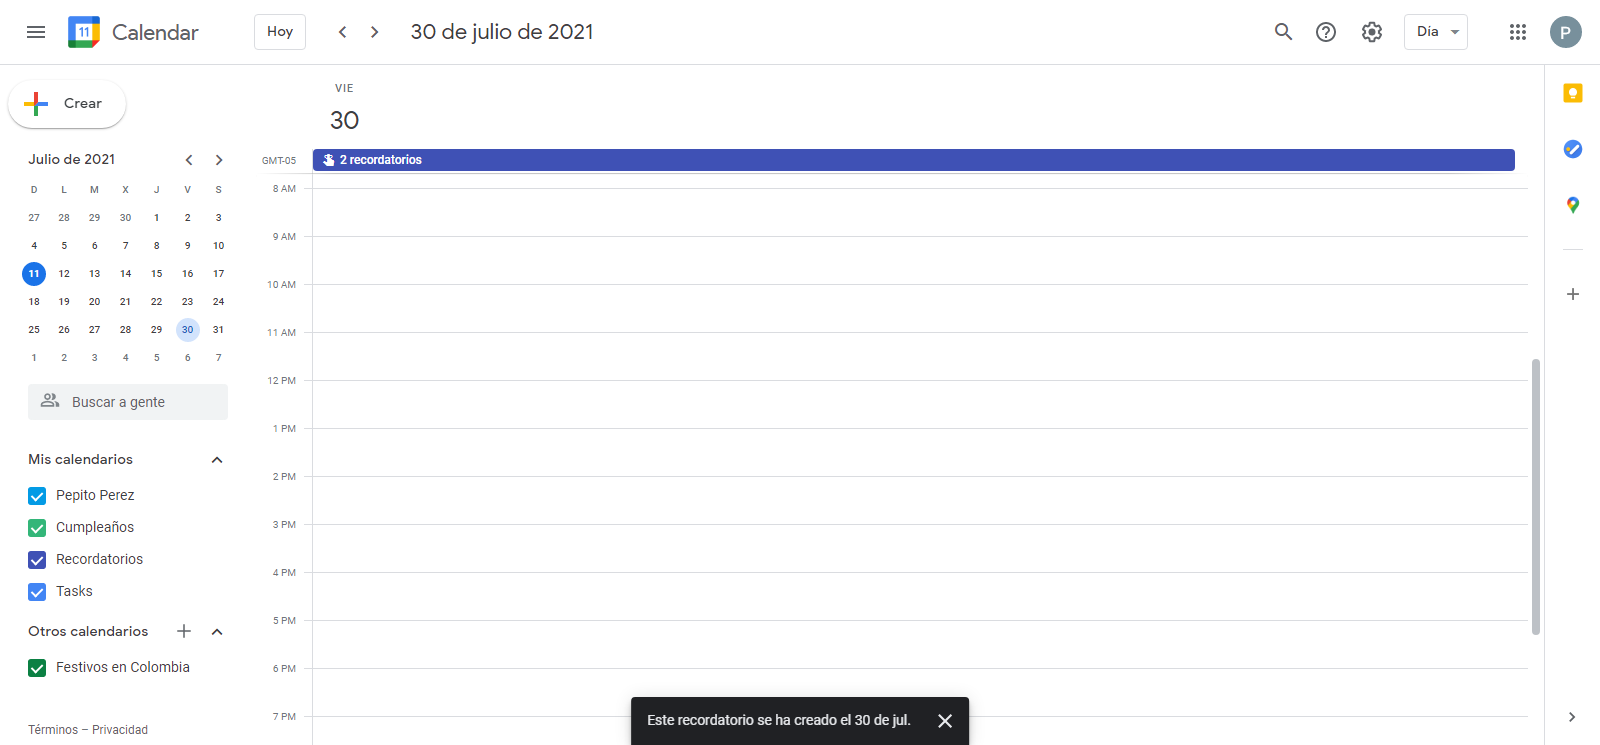 11 Calendar
Hoy
30 de julio de 2021
Día
P
Crear
Julio de 2021
D L M X J V S
27 28 29 30 1 2 3
4 5 6 7 8 9 10
11 12 13 14 15 16 17
18 19 20 21 22 23 24
25 26 27 28 29 30 31
1 2 3 4 5 6 7
Buscar a gente
Mis calendarios
Pepito Perez
Cumpleaños
Recordatorios
Tasks
Otros calendarios
Festivos en Colombia
Términos – Privacidad
VIE
30
GMT-05
2 recordatorios
8 AM
9 AM
10 AM
11 AM
12 PM
1 PM
2 PM
3 PM
4 PM
5 PM
6 PM
7 PM
Este recordatorio se ha creado el 30 de jul.